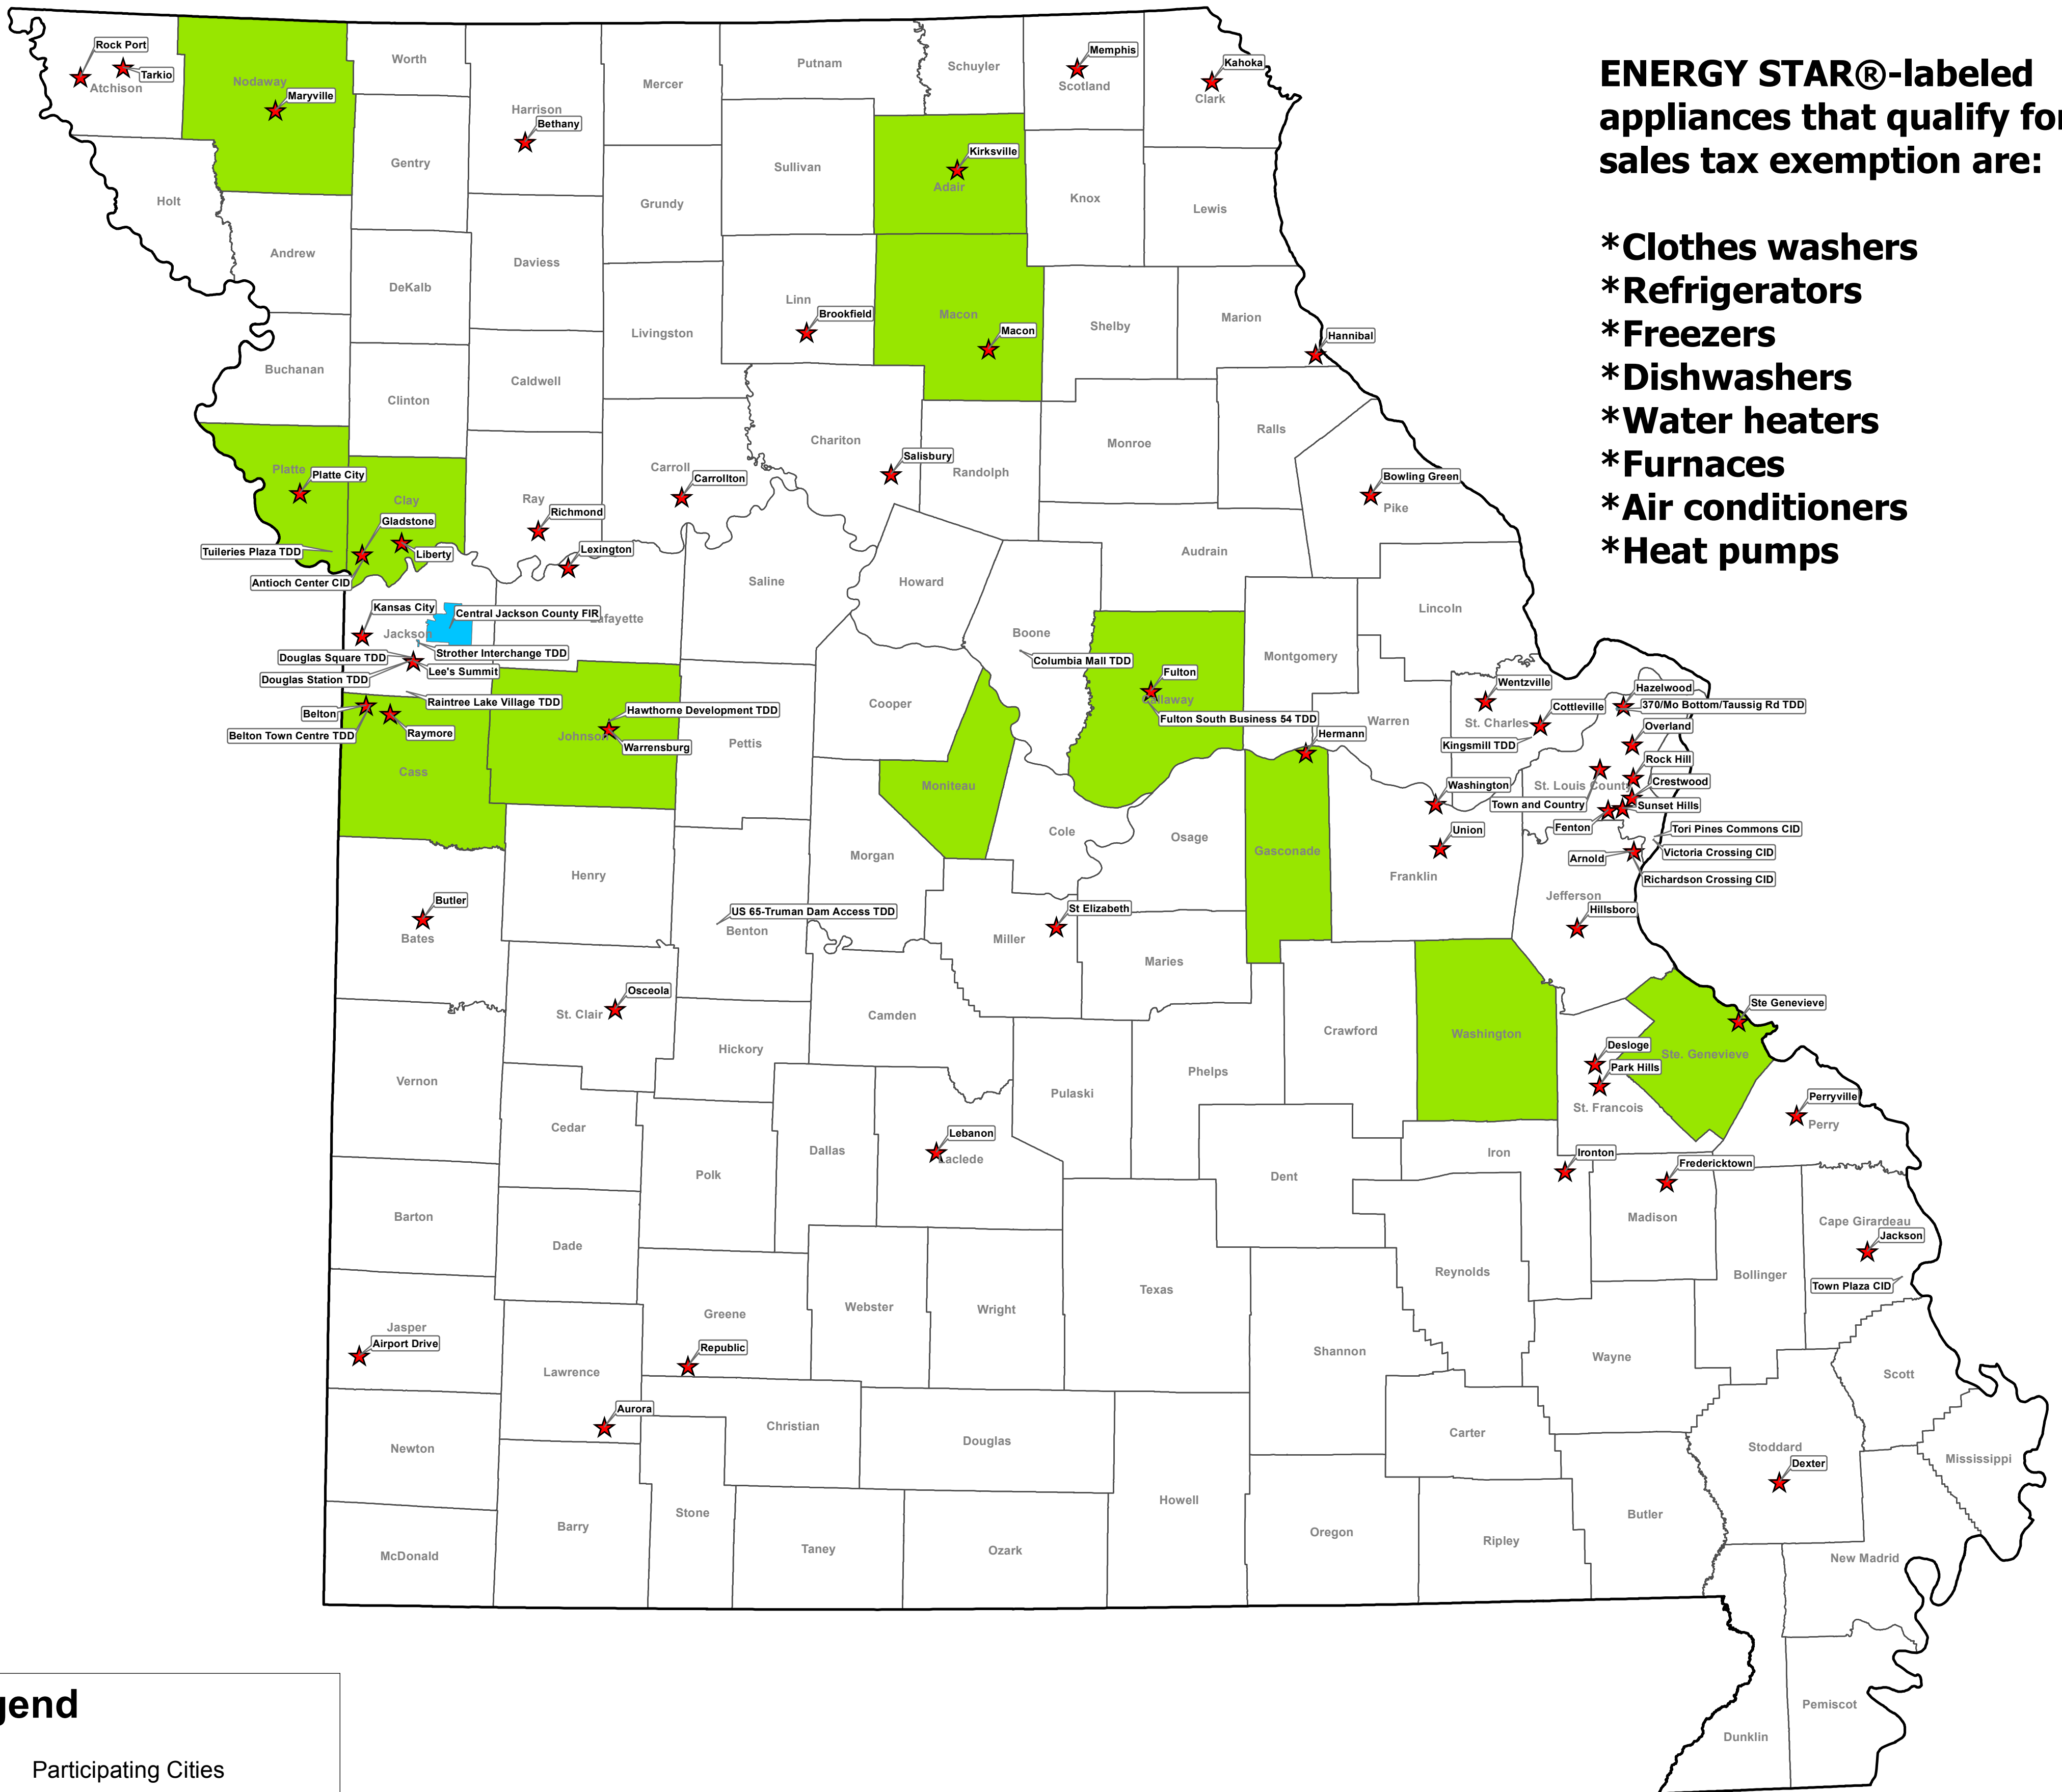 ENERGY STAR®-labeled
appliances that qualify for
sales tax exemption are:
*Clothes washers
*Refrigerators
*Freezers
*Dishwashers
*Water heaters
*Furnaces
*Air conditioners
*Heat pumps
Rock Port
Tarkio
Atchison
Nodaway
Maryville
Worth
Harrison
Bethany
Mercer
Putnam
Schuyler
Memphis
Scotland
Kahoka
Clark
Holt
Gentry
Grundy
Sullivan
Kirksville
Adair
Knox
Lewis
Andrew
DeKalb
Daviess
Livingston
Linn
Brookfield
Macon
Macon
Shelby
Marion
Hannibal
Buchanan
Clinton
Caldwell
Carroll
Carrollton
Chariton
Salisbury
Randolph
Monroe
Ralls
Bowling Green
Pike
Platte
Platte City
Clay
Gladstone
Liberty
Tuileries Plaza TDD
Antioch Center CID
Ray
Richmond
Lexington
Saline
Howard
Audrain
Kansas City
Jackson
Central Jackson County FIR
Lafayette
Strother Interchange TDD
Douglas Square TDD
Lee's Summit
Douglas Station TDD
Raintree Lake Village TDD
Boone
Columbia Mall TDD
Fulton
Callaway
Fulton South Business 54 TDD
Montgomery
Lincoln
Hermann
Warren
Wentzville
St. Charles
Cottleville
Kingsmill TDD
Hazelwood
370/Mo Bottom/Taussig Rd TDD
Overland
Rock Hill
St. Louis County
Crestwood
Town and Country
Sunset Hills
Fenton
Tori Pines Commons CID
Victoria Crossing CID
Arnold
Richardson Crossing CID
Belton
Belton Town Centre TDD
Raymore
Cass
Hawthorne Development TDD
Johnson
Warrensburg
Pettis
Cooper
Moniteau
Cole
Osage
Gasconade
Washington
Union
Franklin
Jefferson
Hillsboro
Henry
Morgan
Butler
Bates
US 65-Truman Dam Access TDD
Benton
Miller
St Elizabeth
Maries
Osceola
St. Clair
Hickory
Camden
Pulaski
Phelps
Crawford
Washington
Ste Genevieve
Ste. Genevieve
Desloge
Park Hills
St. Francois
Perryville
Perry
Vernon
Cedar
Polk
Dallas
Lebanon
Laclede
Dent
Iron
Ironton
Fredericktown
Madison
Bollinger
Cape Girardeau
Jackson
Town Plaza CID
Barton
Dade
Greene
Republic
Webster
Wright
Texas
Shannon
Reynolds
Wayne
Scott
Jasper
Airport Drive
Lawrence
Aurora
Christian
Douglas
Howell
Carter
Stoddard
Dexter
Mississippi
Newton
McDonald
Barry
Stone
Taney
Ozark
Oregon
Ripley
Butler
New Madrid
Pemiscot
Dunklin
gend
Participating Cities